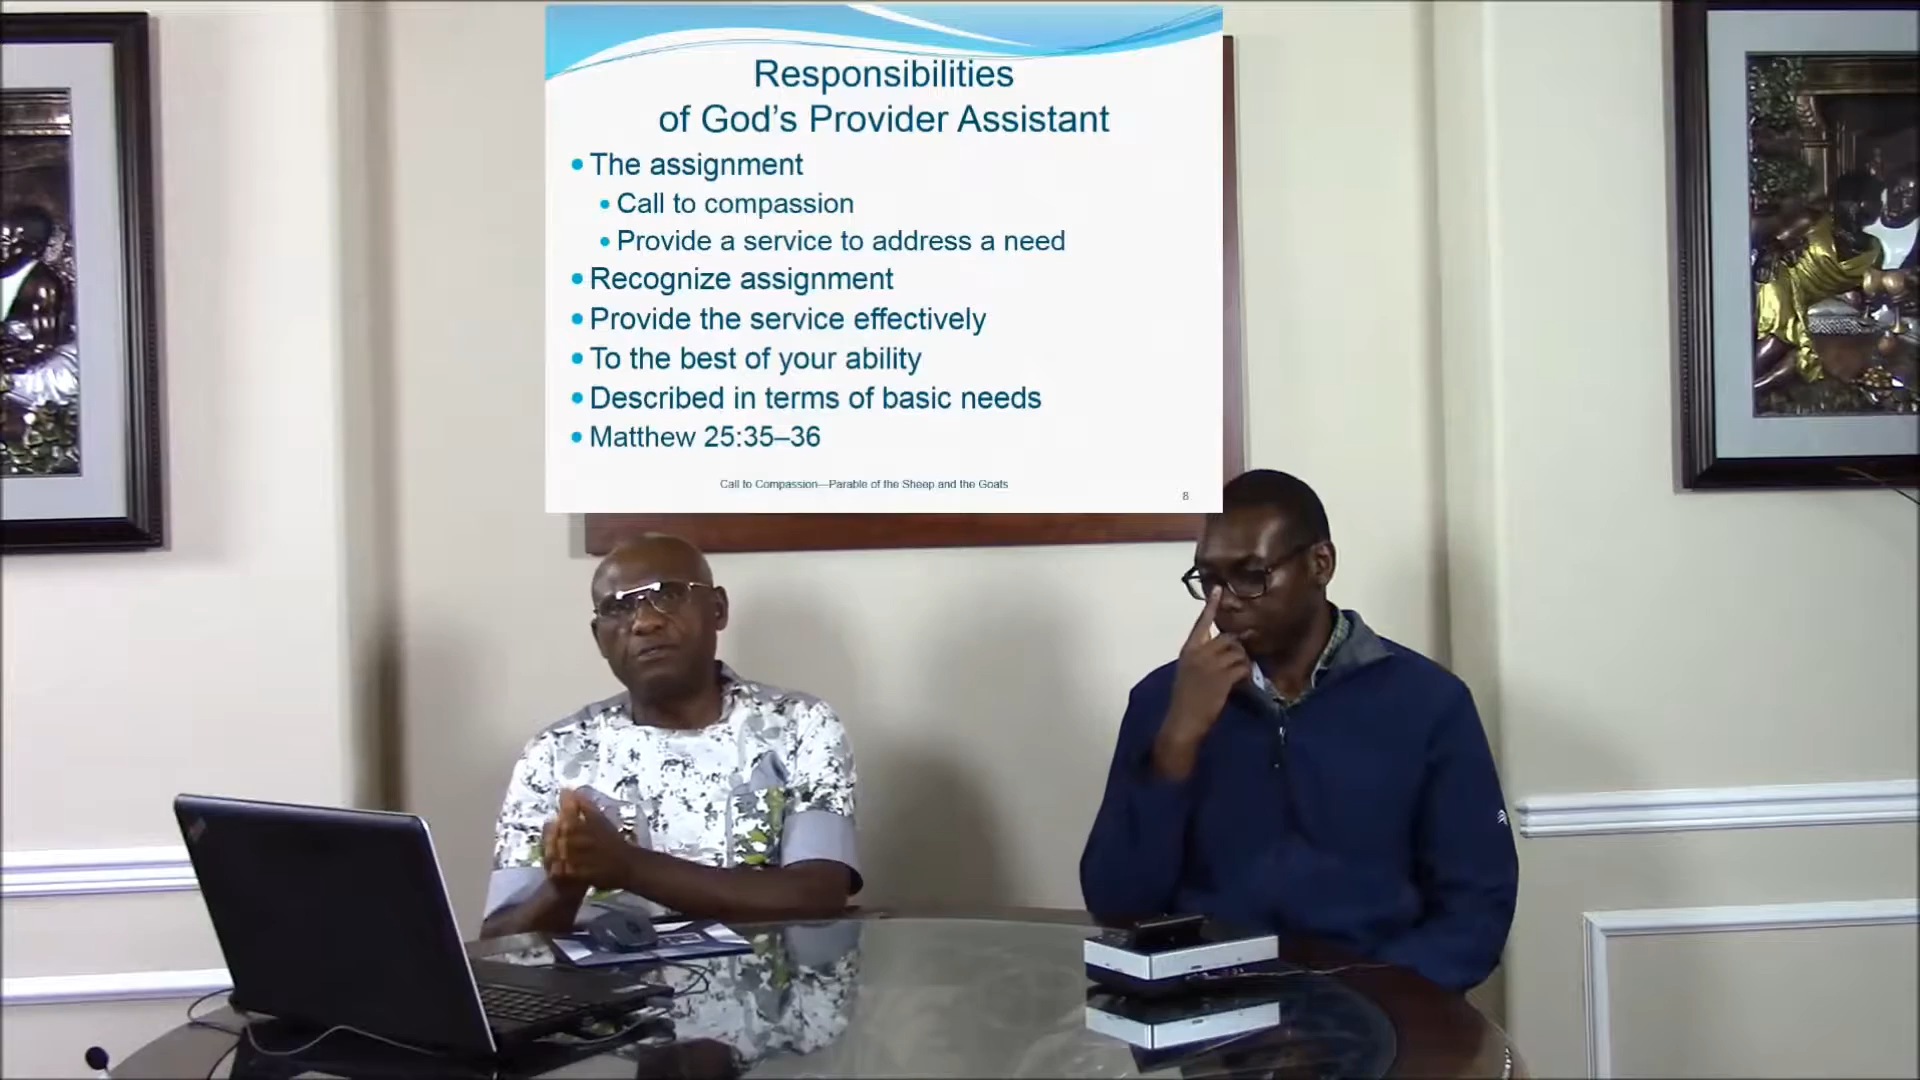 Responsibilities
of God’s Provider Assistant
• The assignment
• Call to compassion
• Provide a service to address a need
• Recognize assignment
• Provide the service effectively
• To the best of your ability
• Described in terms of basic needs
• Matthew 25:35–36
Call to Compassion—Parable of the Sheep and the Goats
8